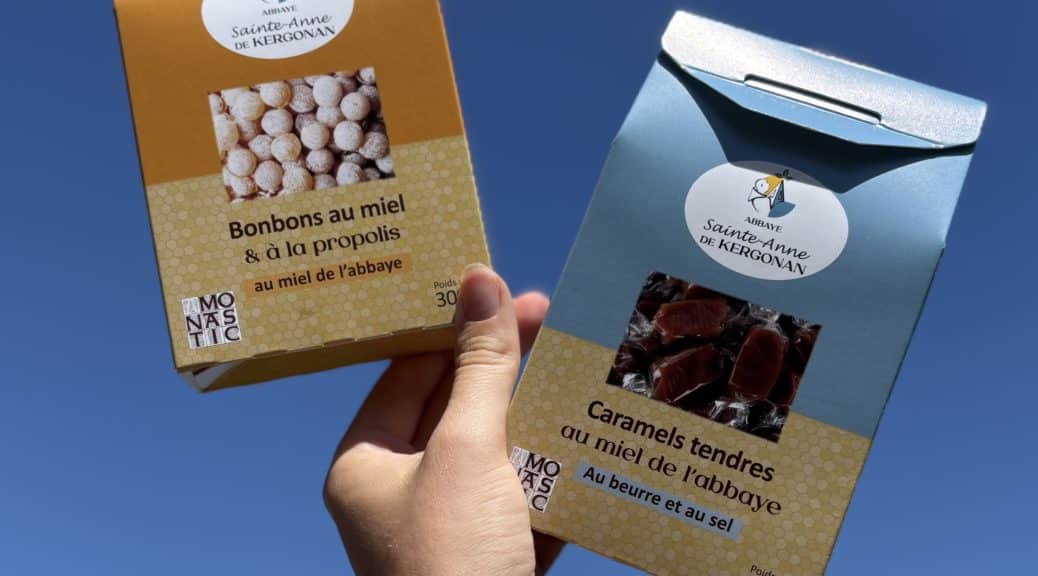 ABBAYE
Sainte-Anne
DE KERGONAN
Bonbons au miel
& à la propolis
au miel de l'abbaye
Poids
30
MO
NAS
TIC
ABBAYE
Sainte-Anne
DE KERGONAN
Caramels tendres
au miel de l'abbaye
Au beurre et au sel
MO
NAS
TIC
Poids